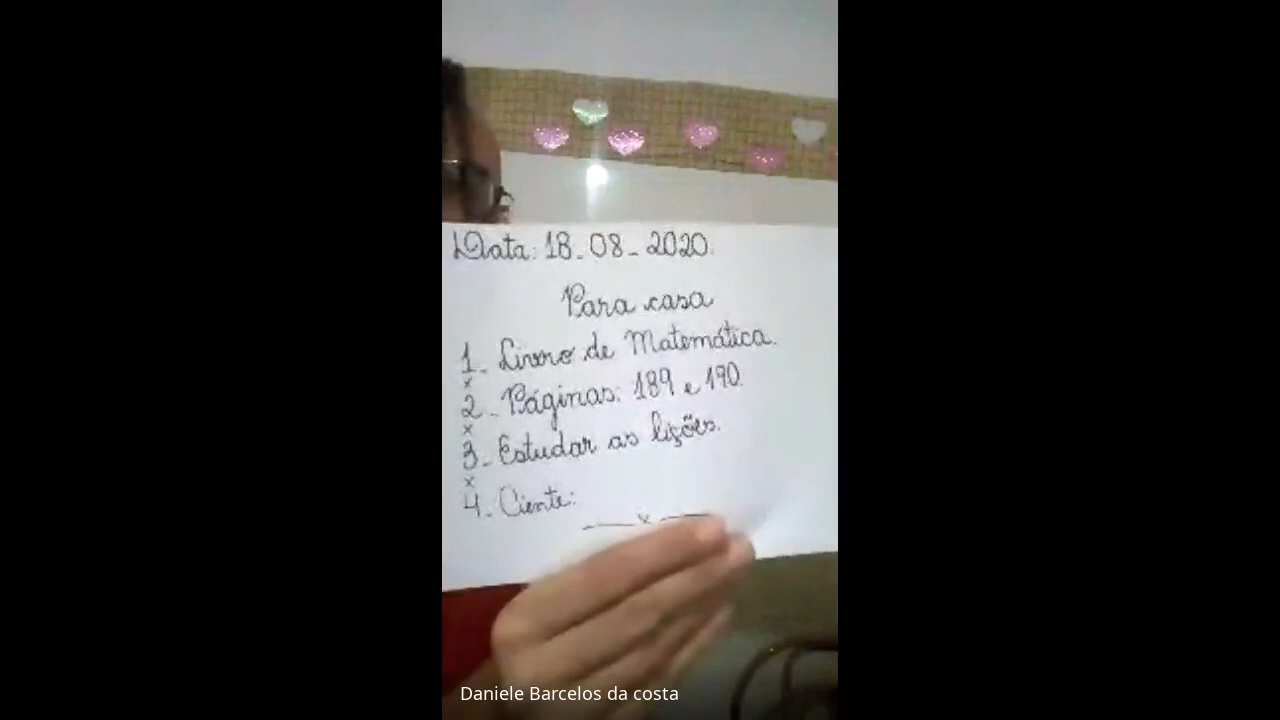 Data: 18-08-2020.
Para casa
1- Livro de Matemática.
x
2- Páginas: 189 e 190.
x
3- Estudar as lições.
x
4- Ciente:
——x——
Daniele Barcelos da costa